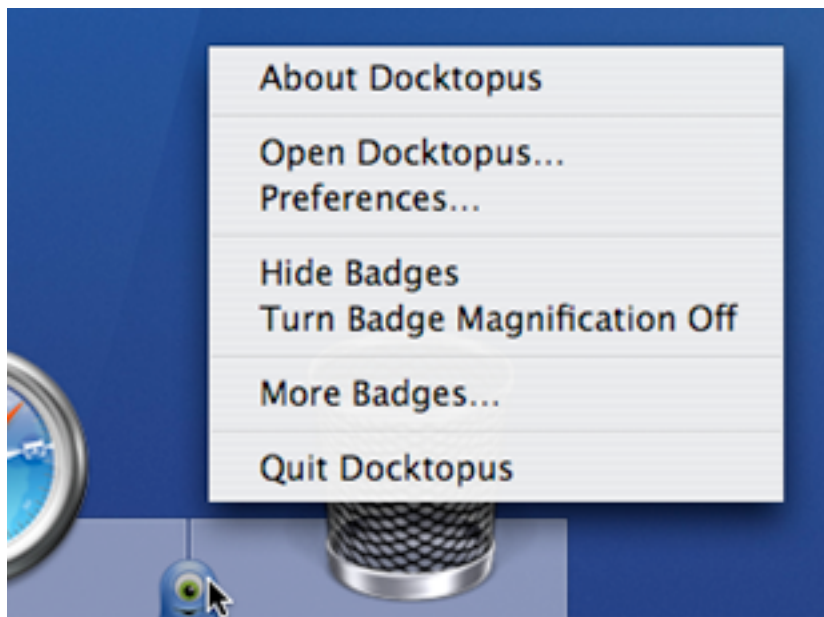 About Docktopus
Open Docktopus...
Preferences...
Hide Badges
Turn Badge Magnification Off
More Badges...
Quit Docktopus